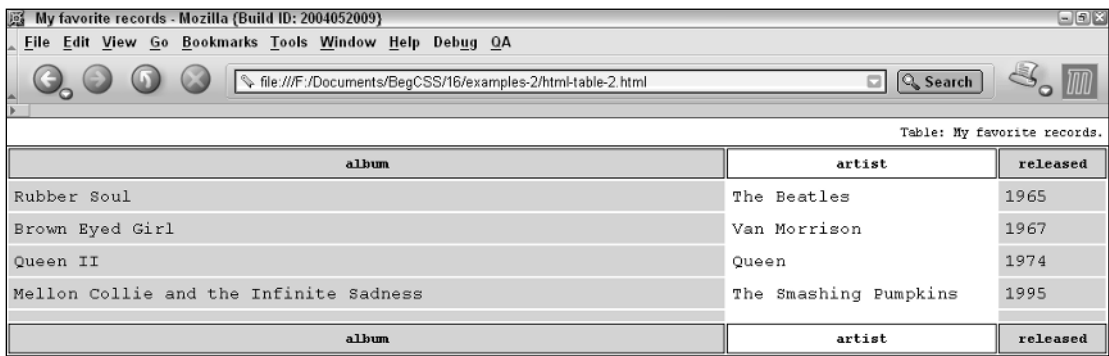 My favorite records - Mozilla {Build ID: 2004052009}
File Edit View Go Bookmarks Tools Window Help Debug QA
file:///F:/Documents/BegCSS/16/examples-2/html-table-2.html Search
Table: My favorite records.
album artist released
Rubber Soul The Beatles 1965
Brown Eyed Girl Van Morrison 1967
Queen II Queen 1974
Mellon Collie and the Infinite Sadness The Smashing Pumpkins 1995
album artist released